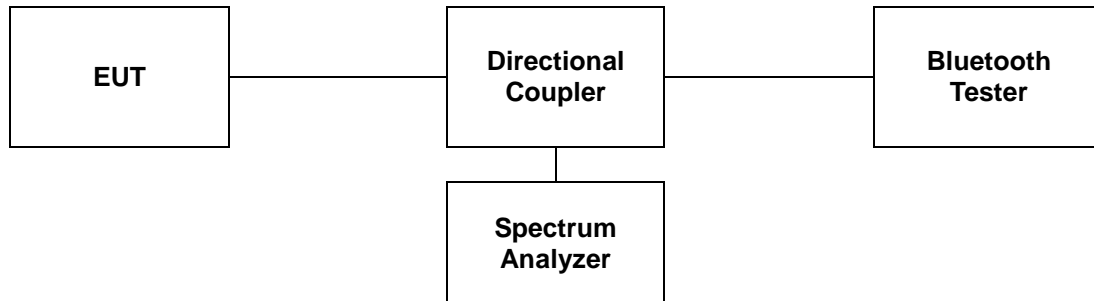 EUT
Directional
Coupler
Bluetooth
Tester
Spectrum
Analyzer